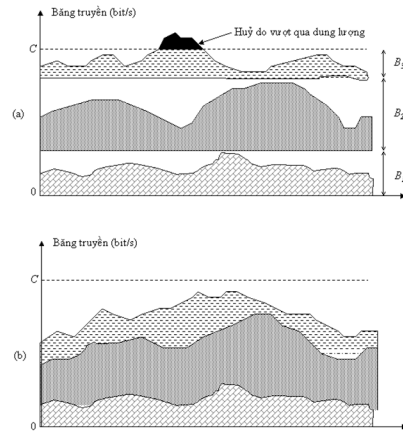 Băng truyền (bit/s)
Huỷ do vượt qua dung lượng
C
B₃
(a)
B₂
B₁
0
Băng truyền (bit/s)
C
(b)
0